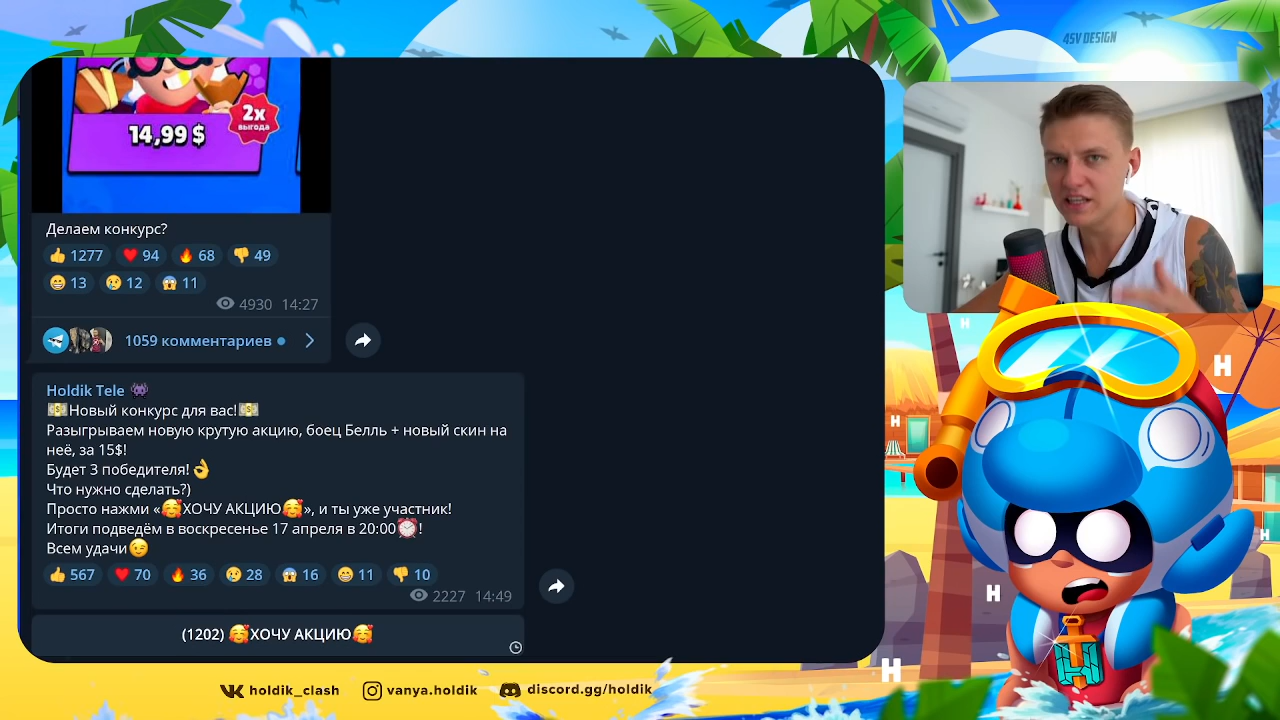 4SV DESIGN
2x
выгода
14,99 $
Делаем конкурс?
👍 1277 ❤️ 94 🔥 68 👎 49
😁 13 😢 12 😱 11
4930 14:27
1059 комментариев
Holdik Tele 👾
💵Новый конкурс для вас!💵
Разыгрываем новую крутую акцию, боец Белль + новый скин на
неё, за 15$!
Будет 3 победителя!👌
Что нужно сделать?)
Просто нажми «🥰ХОЧУ АКЦИЮ🥰», и ты уже участник!
Итоги подведём в воскресенье 17 апреля в 20:00⏰!
Всем удачи😉
👍 567 ❤️ 70 🔥 36 😢 28 😱 16 😁 11 👎 10
2227 14:49
(1202) 🥰ХОЧУ АКЦИЮ🥰
H
H
H
H
H
H
H
holdik_clash
vanya.holdik
discord.gg/holdik